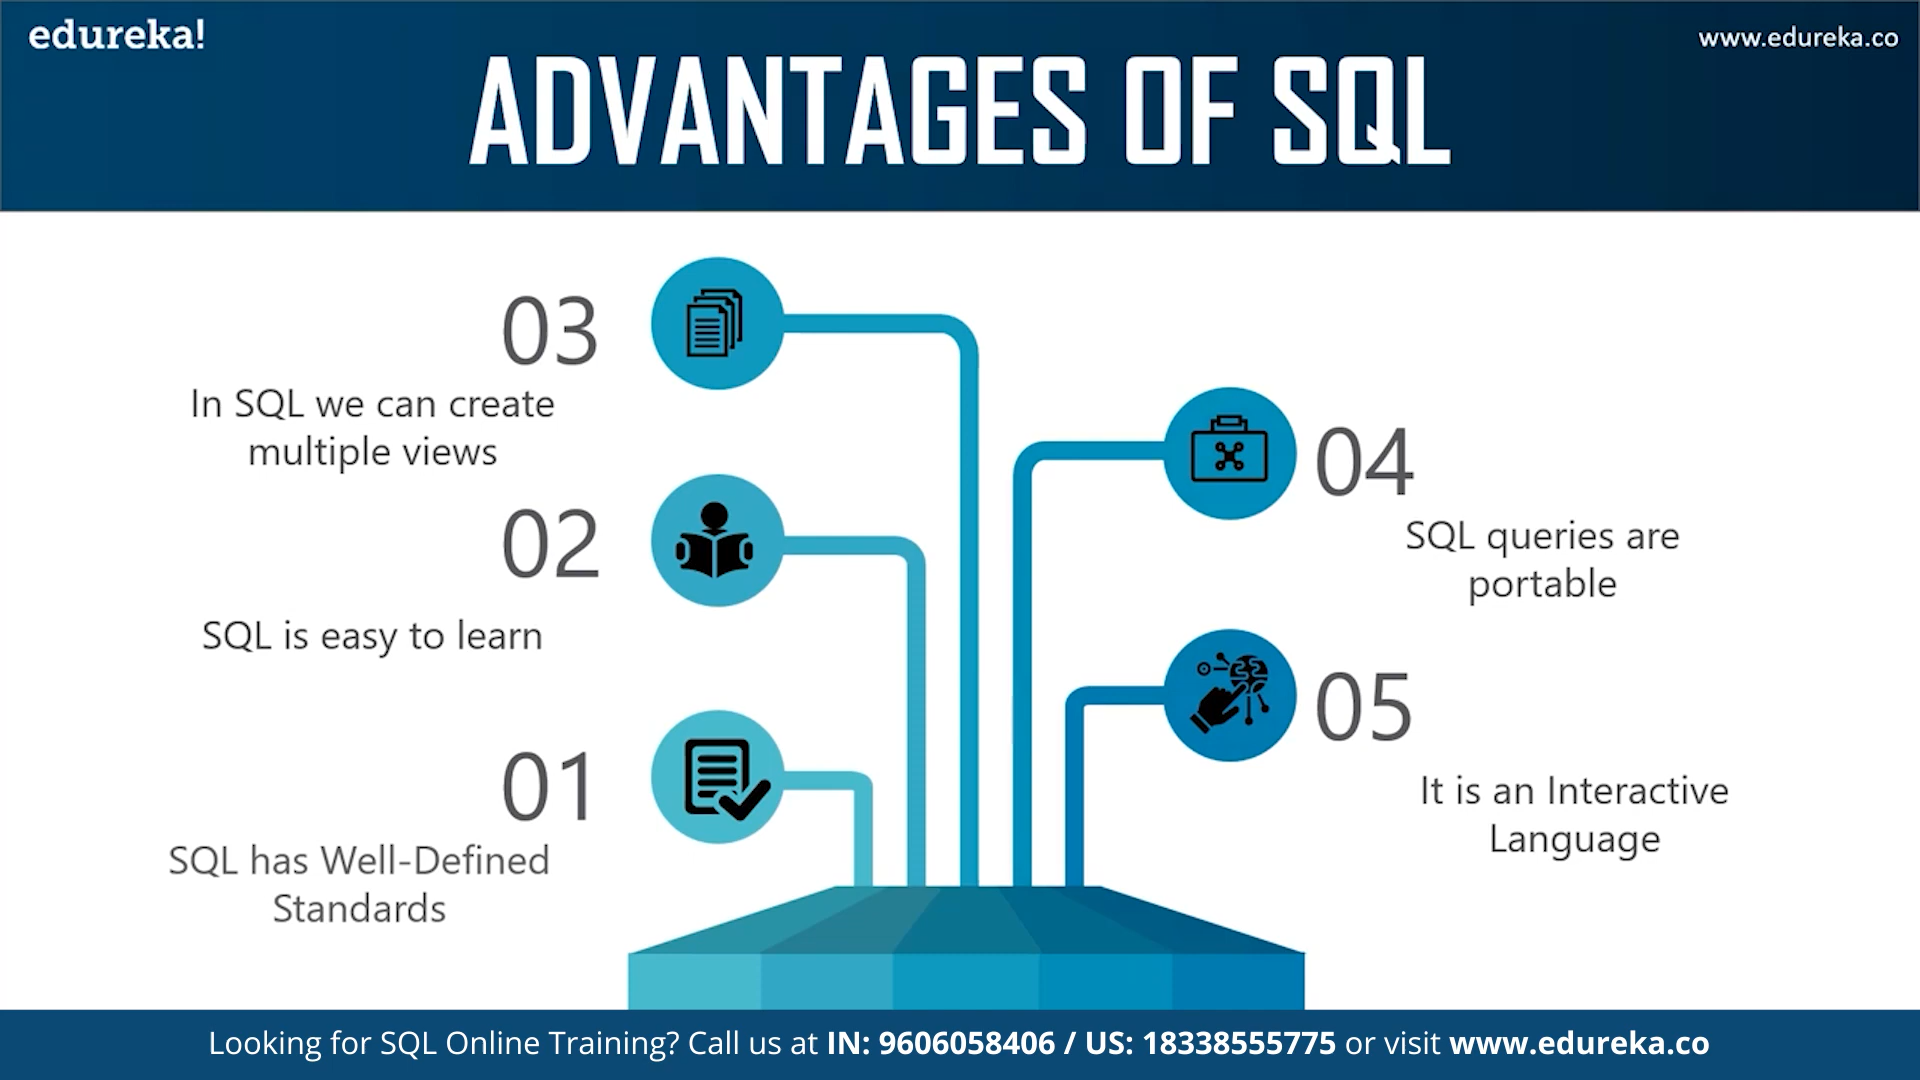 edureka!
www.edureka.co
ADVANTAGES OF SQL
03
In SQL we can create
multiple views
02
SQL is easy to learn
01
SQL has Well-Defined
Standards
04
SQL queries are
portable
05
It is an Interactive
Language
Looking for SQL Online Training? Call us at IN: 9606058406 / US: 18338555775 or visit www.edureka.co